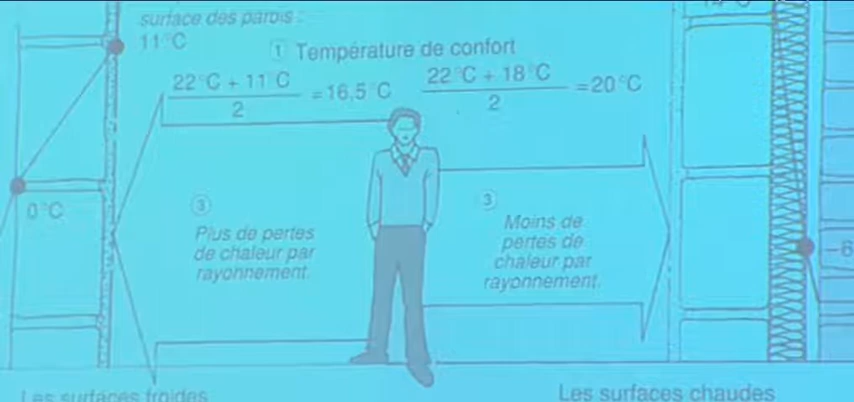 surface des parois :
11°C
① Température de confort
22°C + 11°C
2
= 16,5°C
22°C + 18°C
2
= 20°C
0°C
③
Plus de pertes
de chaleur par
rayonnement.
③
Moins de
pertes de
chaleur par
rayonnement.
-6
Les surfaces froides
Les surfaces chaudes